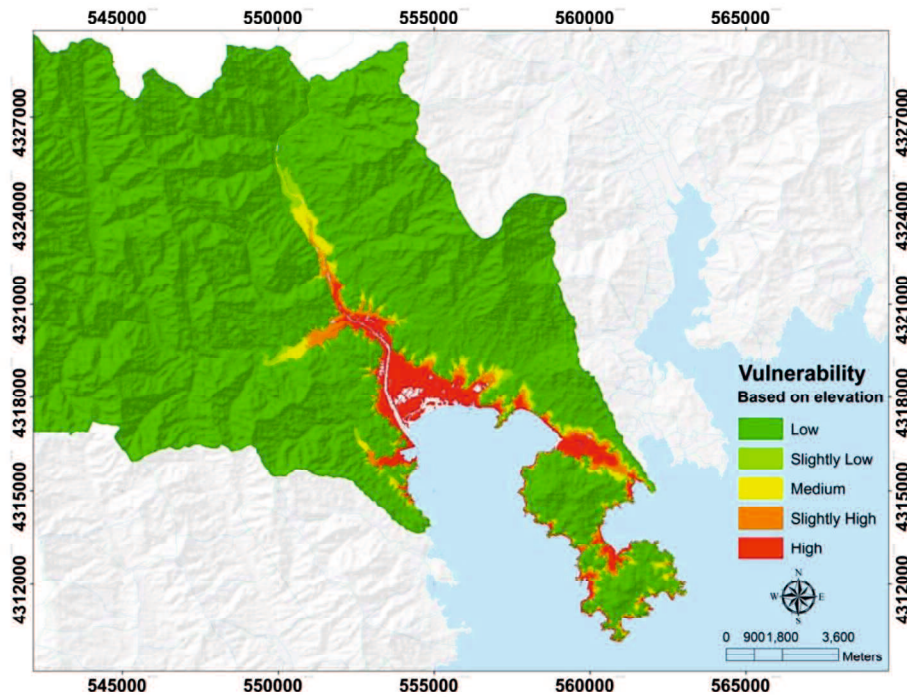 545000 550000 555000 560000 565000
4327000
4324000
4321000
4318000
4315000
4312000
4327000
4324000
4321000
4318000
4315000
4312000
Vulnerability
Based on elevation
Low
Slightly Low
Medium
Slightly High
High
N
W E
S
0 9001,800 3,600
Meters
545000 550000 555000 560000 565000